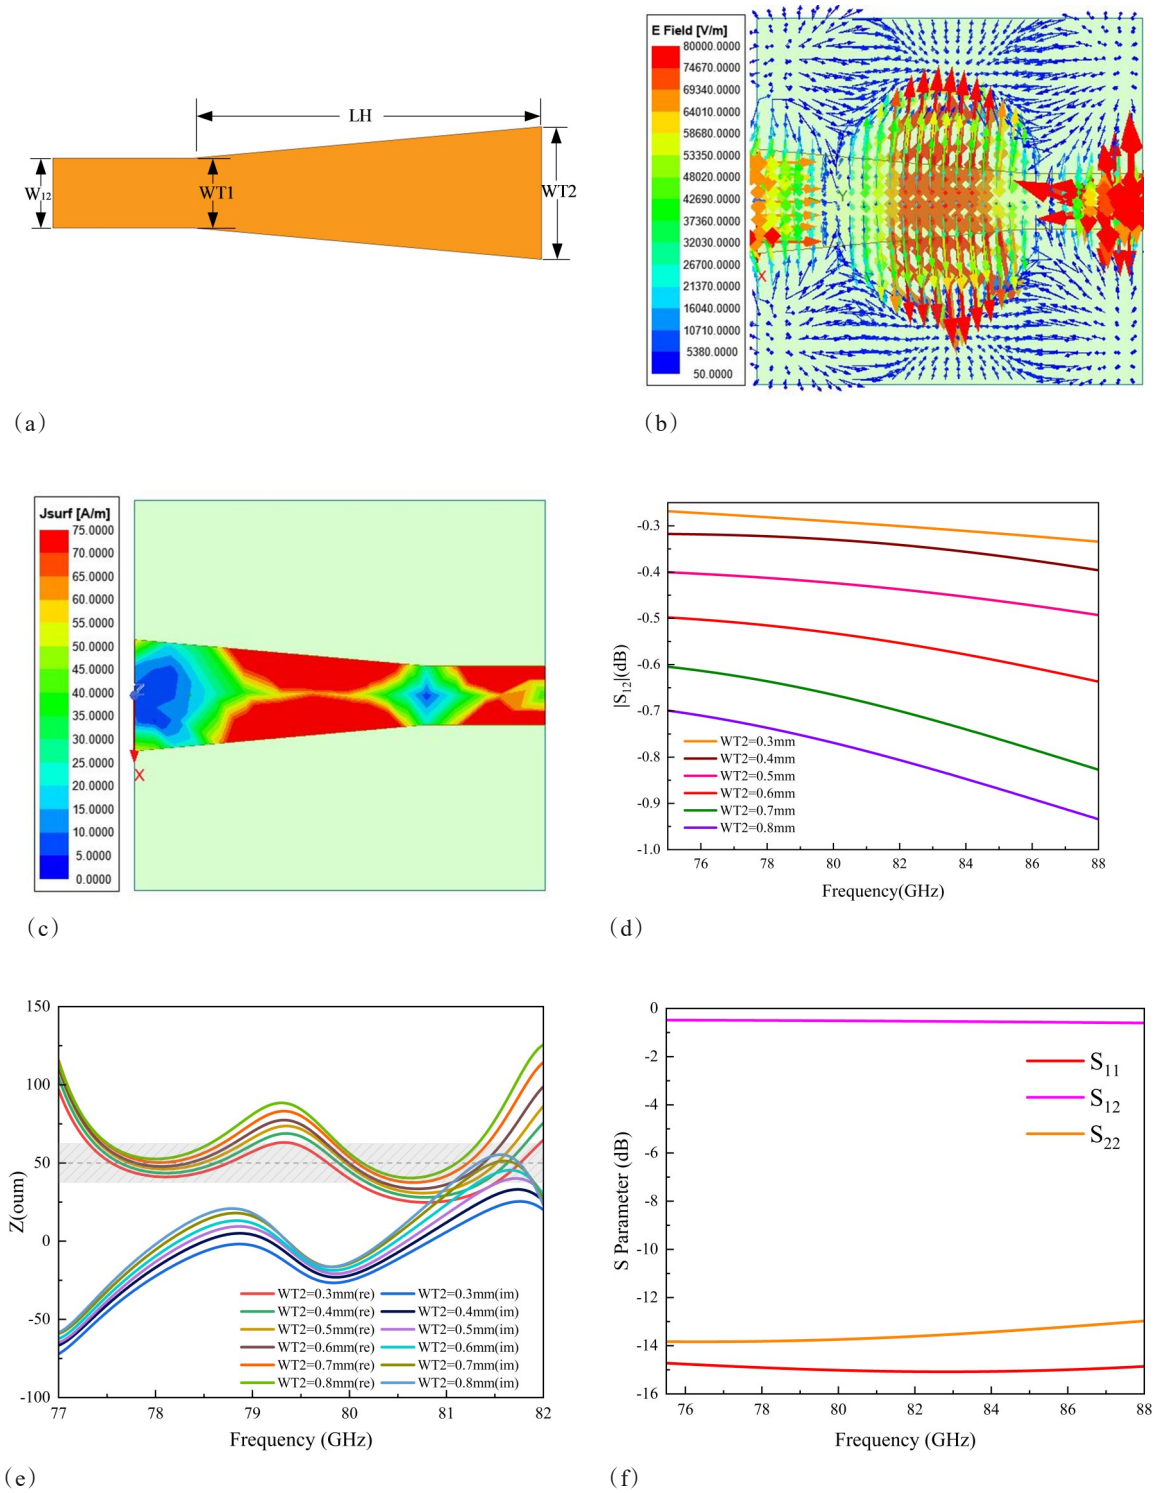 LH
W12
WT1
WT2
(a)
E Field [V/m]
80000.0000
74670.0000
69340.0000
64010.0000
58680.0000
53350.0000
48020.0000
42690.0000
37360.0000
32030.0000
26700.0000
21370.0000
16040.0000
10710.0000
5380.0000
50.0000
Y
X
(b)
Jsurf [A/m]
75.0000
70.0000
65.0000
60.0000
55.0000
50.0000
45.0000
40.0000
35.0000
30.0000
25.0000
20.0000
15.0000
10.0000
5.0000
0.0000
Z
X
(c)
-0.3
-0.4
-0.5
-0.6
-0.7
-0.8
-0.9
-1.0
|S12|(dB)
WT2=0.3mm
WT2=0.4mm
WT2=0.5mm
WT2=0.6mm
WT2=0.7mm
WT2=0.8mm
76 78 80 82 84 86 88
Frequency(GHz)
(d)
150
100
50
0
-50
-100
Z(oum)
WT2=0.3mm(re) WT2=0.3mm(im)
WT2=0.4mm(re) WT2=0.4mm(im)
WT2=0.5mm(re) WT2=0.5mm(im)
WT2=0.6mm(re) WT2=0.6mm(im)
WT2=0.7mm(re) WT2=0.7mm(im)
WT2=0.8mm(re) WT2=0.8mm(im)
77 78 79 80 81 82
Frequency (GHz)
(e)
0
-2
-4
-6
-8
-10
-12
-14
-16
S Parameter (dB)
S11
S12
S22
76 78 80 82 84 86 88
Frequency (GHz)
(f)